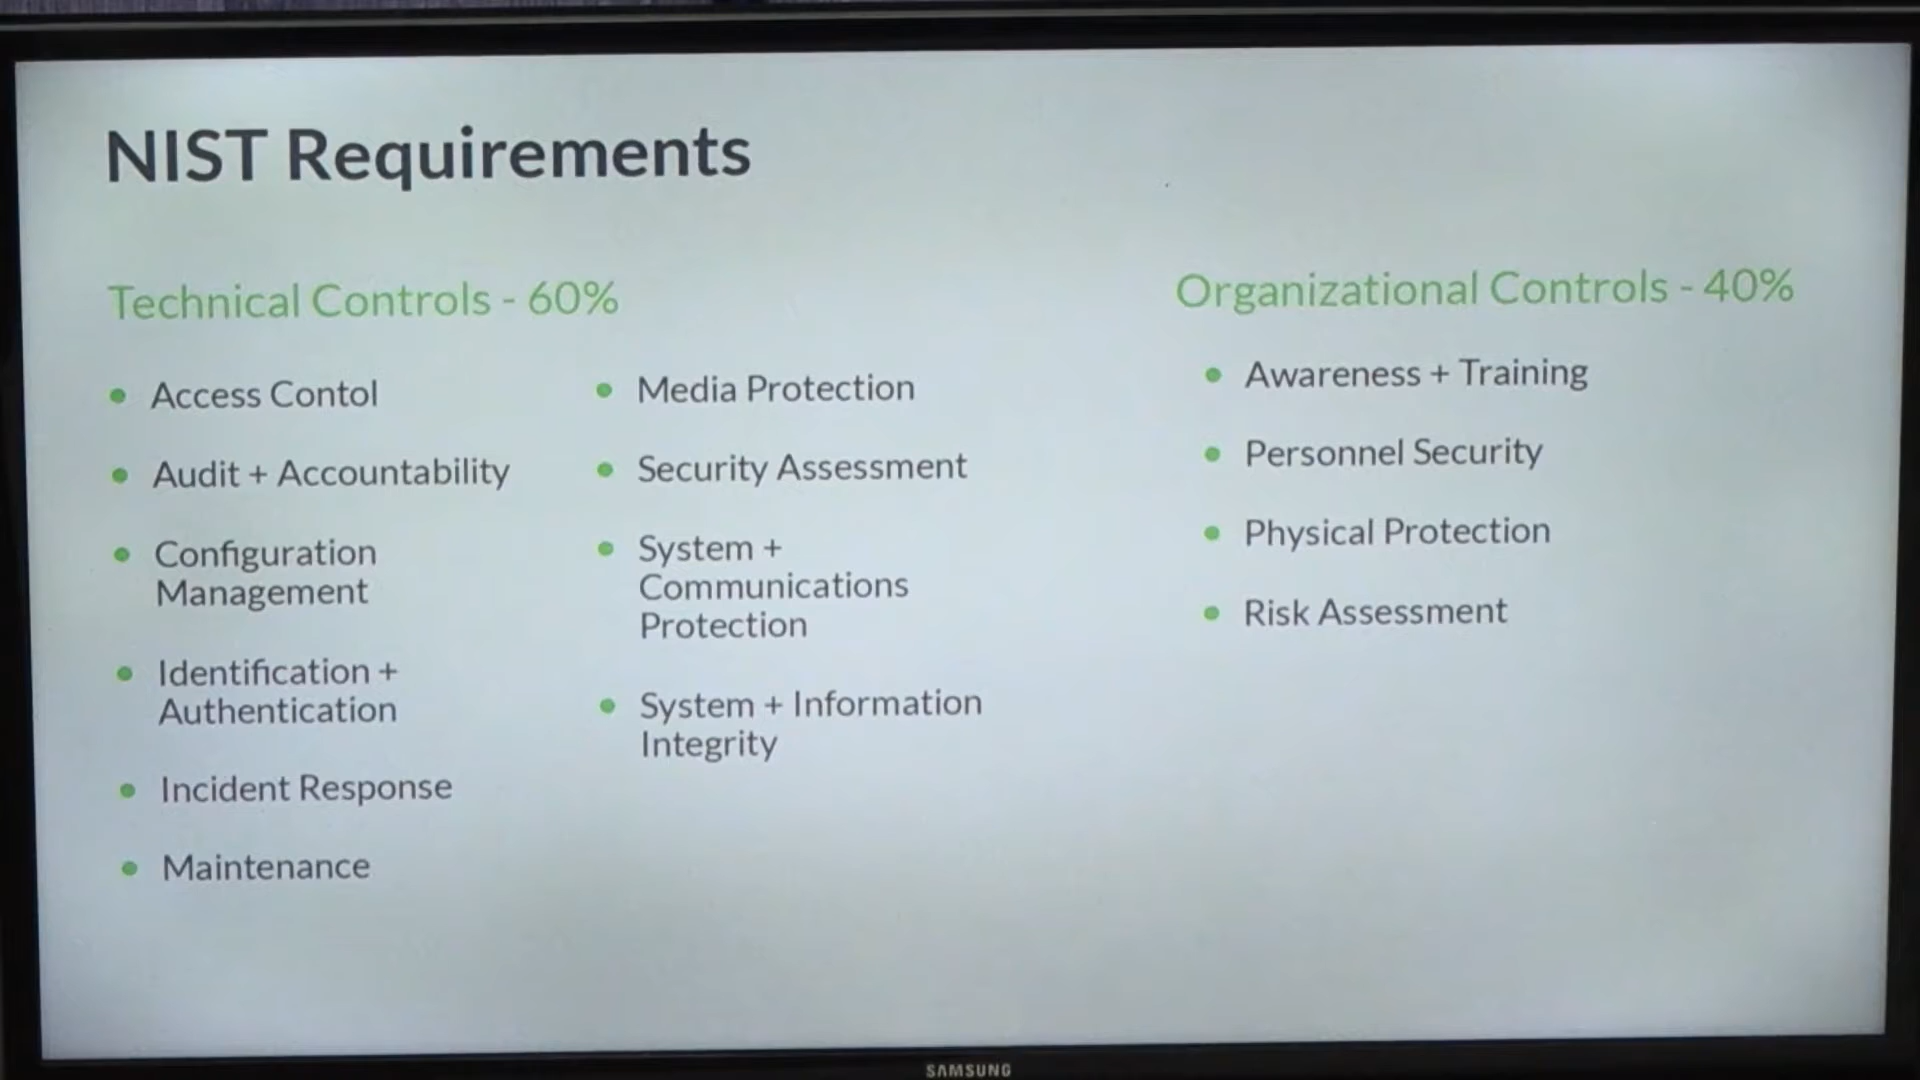 NIST Requirements
Technical Controls - 60%
Access Contol
Audit + Accountability
Configuration
Management
Identification +
Authentication
Incident Response
Maintenance
Media Protection
Security Assessment
System +
Communications
Protection
System + Information
Integrity
Organizational Controls - 40%
Awareness + Training
Personnel Security
Physical Protection
Risk Assessment
SAMSUNG